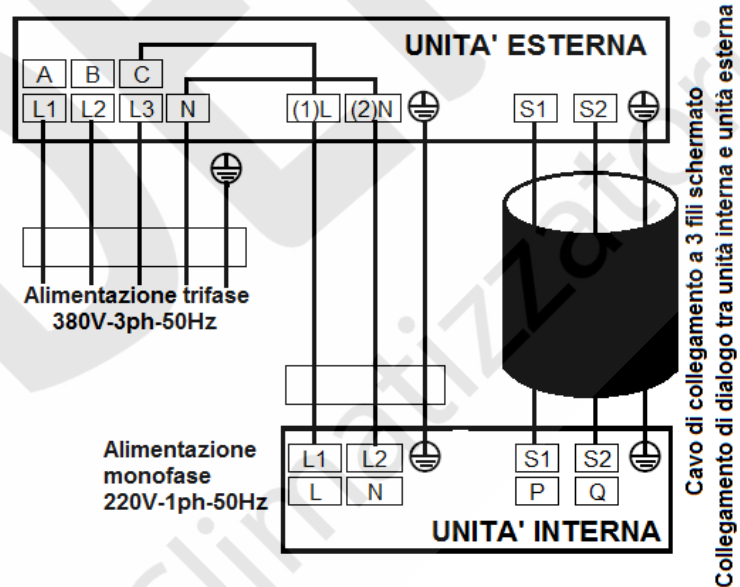 UNITA' ESTERNA
A B C
L1 L2 L3 N (1)L (2)N S1 S2
Alimentazione trifase
380V-3ph-50Hz
Cavo di collegamento a 3 fili schermato
Collegamento di dialogo tra unità interna e unità esterna
Alimentazione
monofase
220V-1ph-50Hz
L1 L2 S1 S2
L N P Q
UNITA' INTERNA
limatizzatori